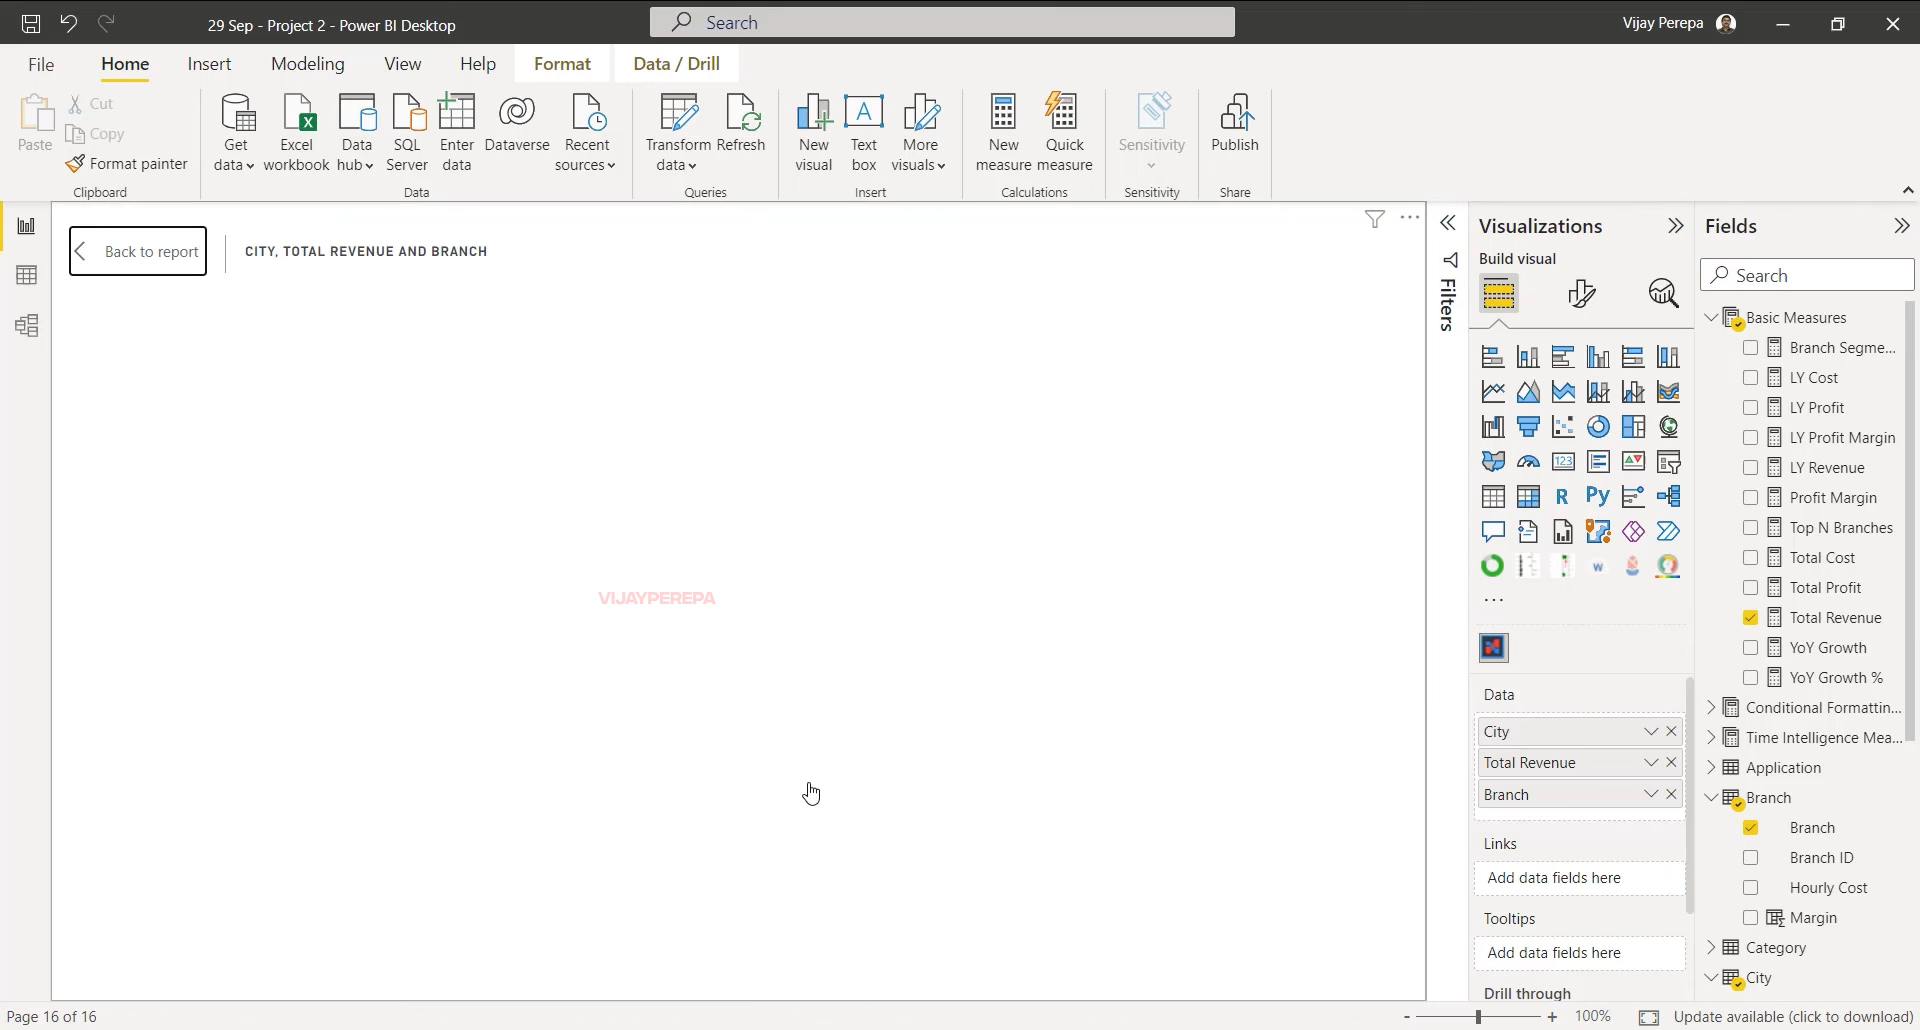 29 Sep - Project 2 - Power BI Desktop
Search
Vijay Perepa
File
Home
Insert
Modeling
View
Help
Format
Data / Drill
Paste
Cut
Copy
Format painter
Clipboard
Get
data
Excel
workbook
Data
hub
SQL
Server
Enter
data
Dataverse
Recent
sources
Data
Transform
data
Refresh
Queries
New
visual
Text
box
More
visuals
Insert
New
measure
Quick
measure
Calculations
Sensitivity
Sensitivity
Publish
Share
Back to report
CITY, TOTAL REVENUE AND BRANCH
VIJAYPEREPA
Filters
Visualizations
Build visual
123
R
Py
W
Data
City
Total Revenue
Branch
Links
Add data fields here
Tooltips
Add data fields here
Drill through
Fields
Search
Basic Measures
Branch Segme...
LY Cost
LY Profit
LY Profit Margin
LY Revenue
Profit Margin
Top N Branches
Total Cost
Total Profit
Total Revenue
YoY Growth
YoY Growth %
Conditional Formattin...
Time Intelligence Mea...
Application
Branch
Branch
Branch ID
Hourly Cost
Margin
Category
City
Page 16 of 16
- + 100%
Update available (click to download)